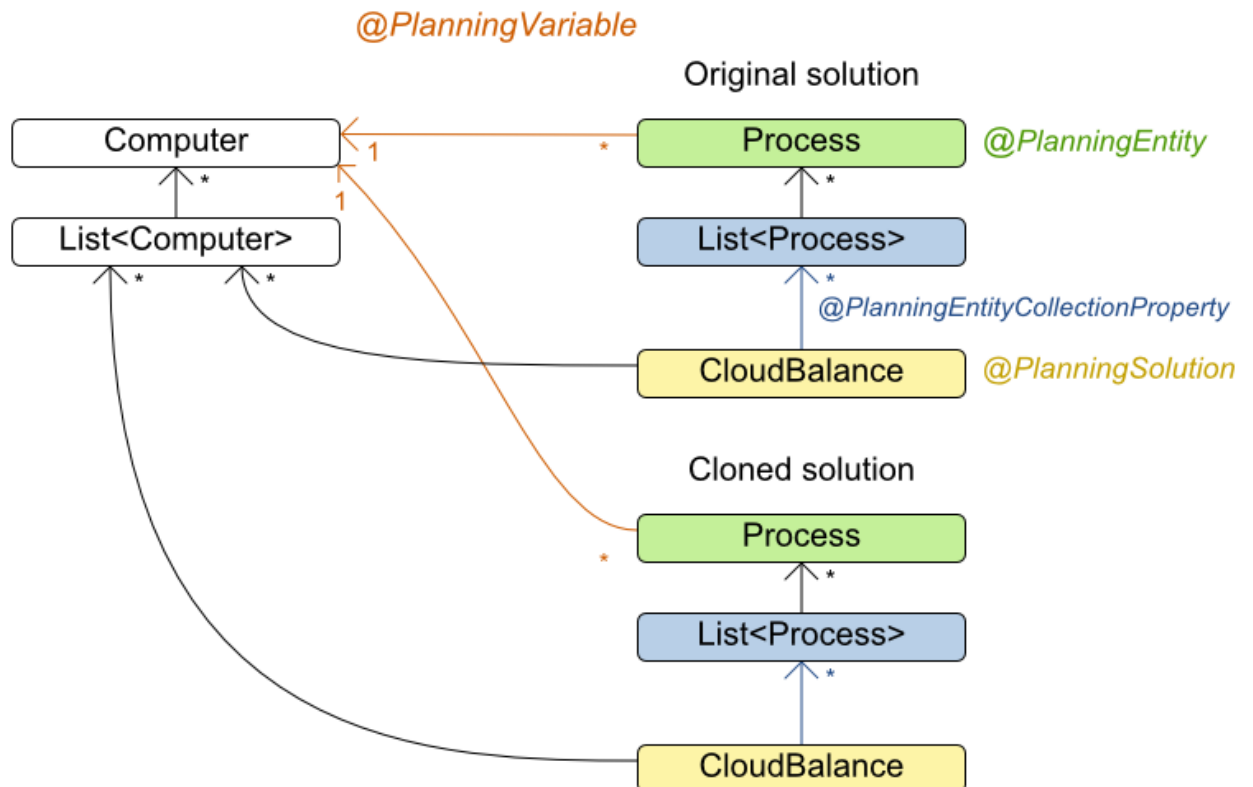 @PlanningVariable
Original solution
Computer
1
*
Process
@PlanningEntity
1
*
*
List<Computer>
List<Process>
*
*
*
@PlanningEntityCollectionProperty
CloudBalance
@PlanningSolution
Cloned solution
Process
*
*
List<Process>
*
CloudBalance